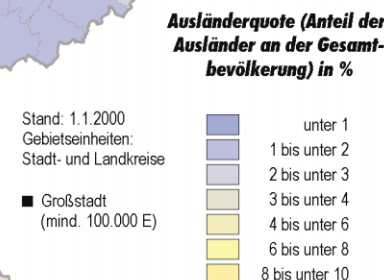 Ausländerquote (Anteil der
Ausländer an der Gesamt-
bevölkerung) in %
Stand: 1.1.2000
Gebietseinheiten:
Stadt- und Landkreise
Großstadt
(mind. 100.000 E)
unter 1
1 bis unter 2
2 bis unter 3
3 bis unter 4
4 bis unter 6
6 bis unter 8
8 bis unter 10